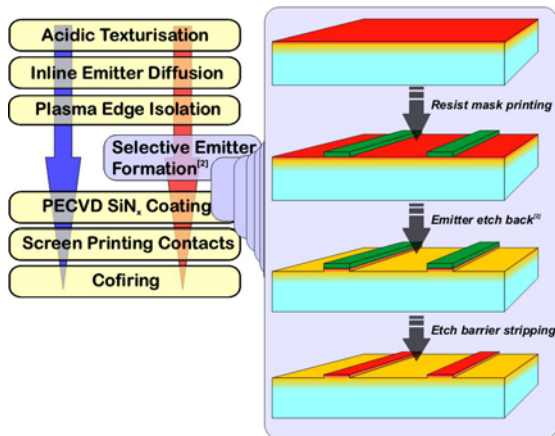 Acidic Texturisation
Inline Emitter Diffusion
Plasma Edge Isolation
Selective Emitter
Formation[2]
PECVD SiNx Coating
Screen Printing Contacts
Cofiring
Resist mask printing
Emitter etch back[2]
Etch barrier stripping